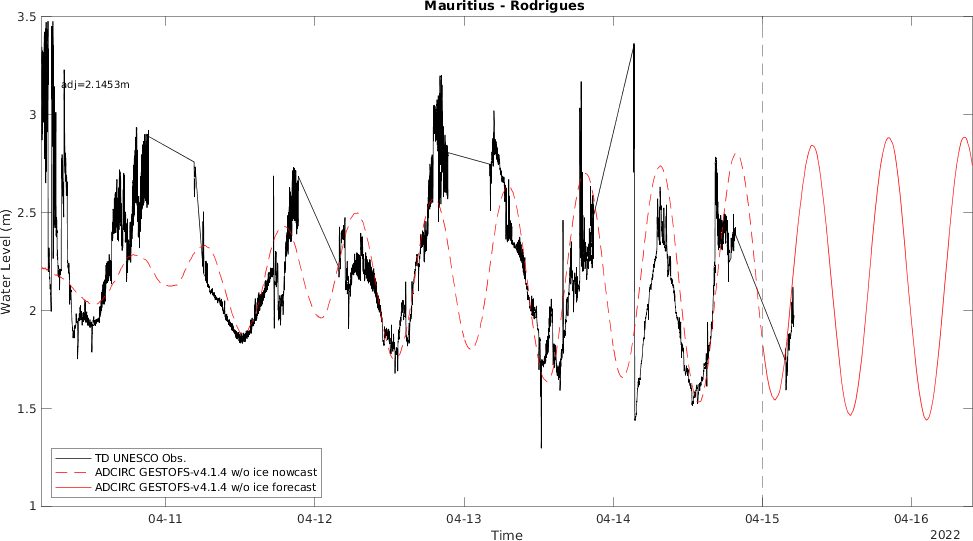 Mauritius - Rodrigues
3.5
3
2.5
2
1.5
1
Water Level (m)
adj=2.1453m
TD UNESCO Obs.
ADCIRC GESTOFS-v4.1.4 w/o ice nowcast
ADCIRC GESTOFS-v4.1.4 w/o ice forecast
04-11 04-12 04-13 04-14 04-15 04-16
Time
2022